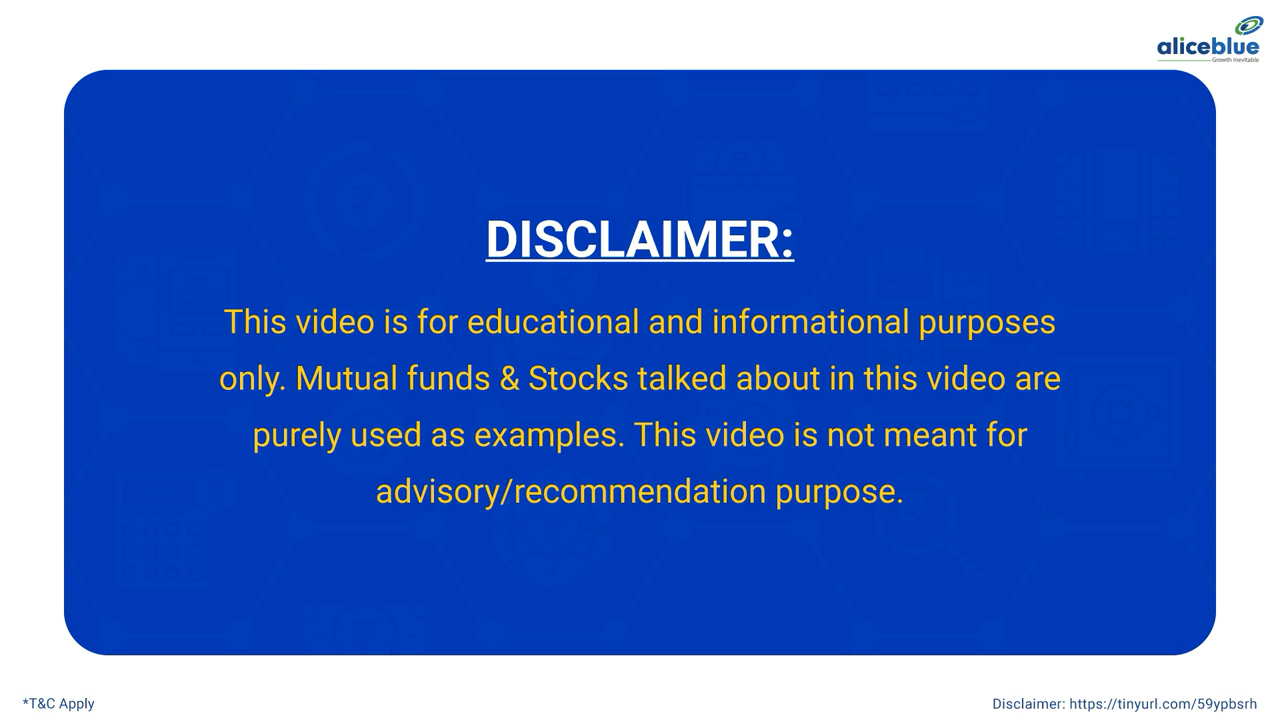 aliceblue
Growth inevitable
DISCLAIMER:
This video is for educational and informational purposes
only. Mutual funds & Stocks talked about in this video are
purely used as examples. This video is not meant for
advisory/recommendation purpose.
*T&C Apply
Disclaimer: https://tinyurl.com/59ypbsrh